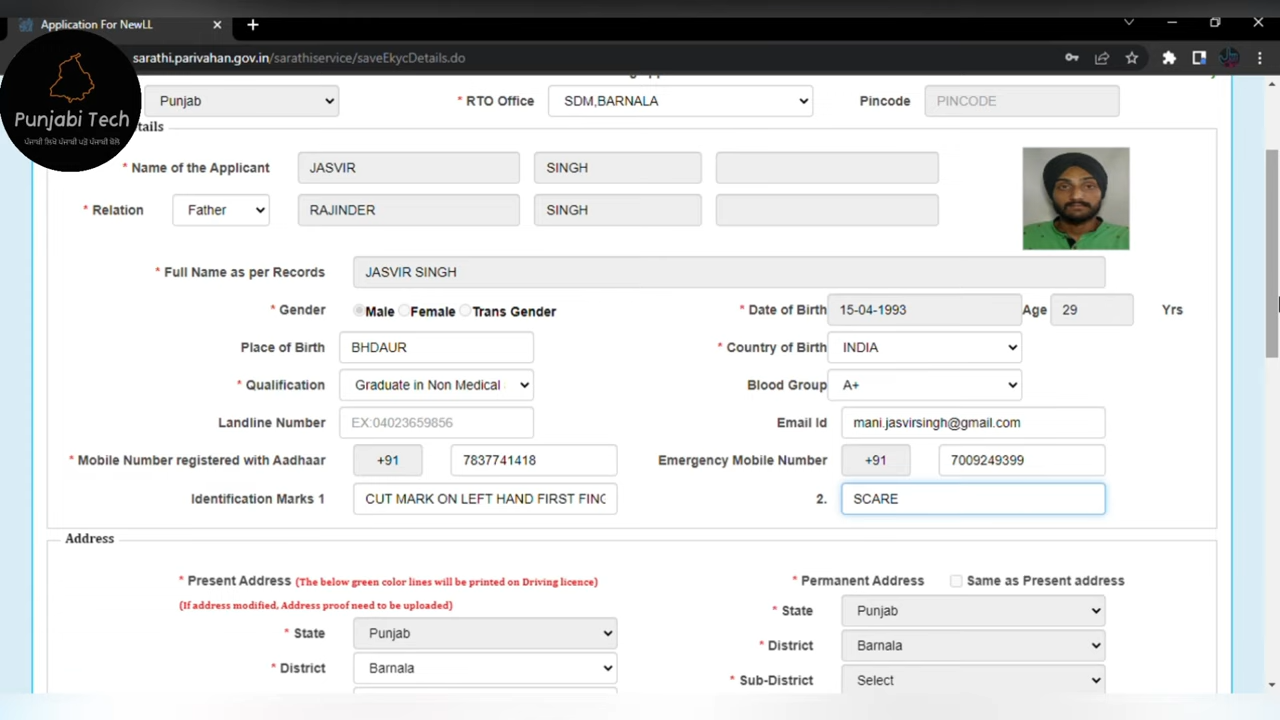 Application For NewLL
sarathi.parivahan.gov.in/sarathiservice/saveEkycDetails.do
Punjabi Tech
Punjab
* RTO Office SDM,BARNALA
Pincode PINCODE
tails
* Name of the Applicant JASVIR SINGH
* Relation Father RAJINDER SINGH
* Full Name as per Records JASVIR SINGH
* Gender Male Female Trans Gender
* Date of Birth 15-04-1993 Age 29 Yrs
Place of Birth BHDAUR
* Country of Birth INDIA
* Qualification Graduate in Non Medical
Blood Group A+
Landline Number EX:04023659856
Email Id mani.jasvirsingh@gmail.com
* Mobile Number registered with Aadhaar +91 7837741418
Emergency Mobile Number +91 7009249399
Identification Marks 1 CUT MARK ON LEFT HAND FIRST FING
2. SCARE
Address
* Present Address (The below green color lines will be printed on Driving licence)
(If address modified, Address proof need to be uploaded)
* State Punjab
* District Barnala
* Permanent Address Same as Present address
* State Punjab
* District Barnala
* Sub-District Select